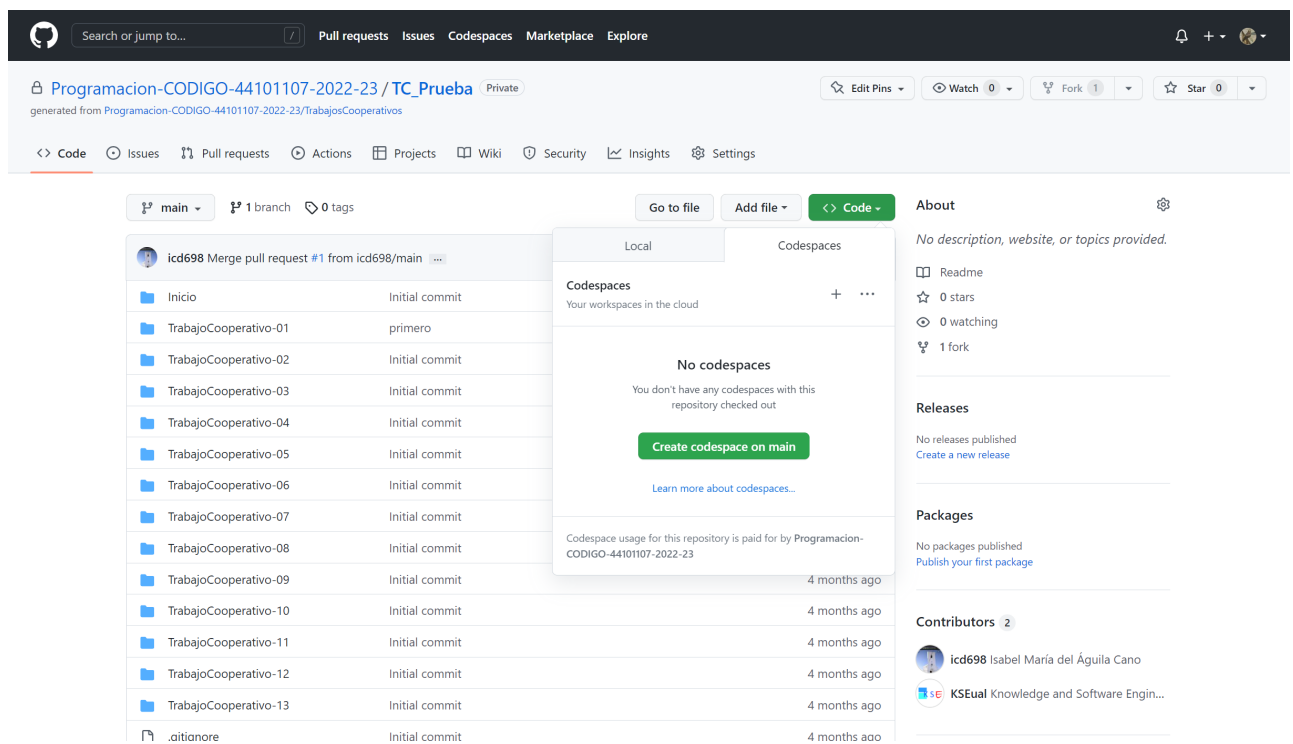 Search or jump to... /
Pull requests Issues Codespaces Marketplace Explore
Programacion-CODIGO-44101107-2022-23 / TC_Prueba Private
generated from Programacion-CODIGO-44101107-2022-23/TrabajosCooperativos
Edit Pins Watch 0 Fork 1 Star 0
Code Issues Pull requests Actions Projects Wiki Security Insights Settings
main 1 branch 0 tags
Go to file Add file Code
icd698 Merge pull request #1 from icd698/main ...
Inicio Initial commit
TrabajoCooperativo-01 primero
TrabajoCooperativo-02 Initial commit
TrabajoCooperativo-03 Initial commit
TrabajoCooperativo-04 Initial commit
TrabajoCooperativo-05 Initial commit
TrabajoCooperativo-06 Initial commit
TrabajoCooperativo-07 Initial commit
TrabajoCooperativo-08 Initial commit
TrabajoCooperativo-09 Initial commit 4 months ago
TrabajoCooperativo-10 Initial commit 4 months ago
TrabajoCooperativo-11 Initial commit 4 months ago
TrabajoCooperativo-12 Initial commit 4 months ago
TrabajoCooperativo-13 Initial commit 4 months ago
.gitignore Initial commit 4 months ago
Local Codespaces
Codespaces
Your workspaces in the cloud
No codespaces
You don't have any codespaces with this
repository checked out
Create codespace on main
Learn more about codespaces...
Codespace usage for this repository is paid for by Programacion-
CODIGO-44101107-2022-23
About
No description, website, or topics provided.
Readme
0 stars
0 watching
1 fork
Releases
No releases published
Create a new release
Packages
No packages published
Publish your first package
Contributors 2
icd698 Isabel María del Águila Cano
KSEual Knowledge and Software Engin...